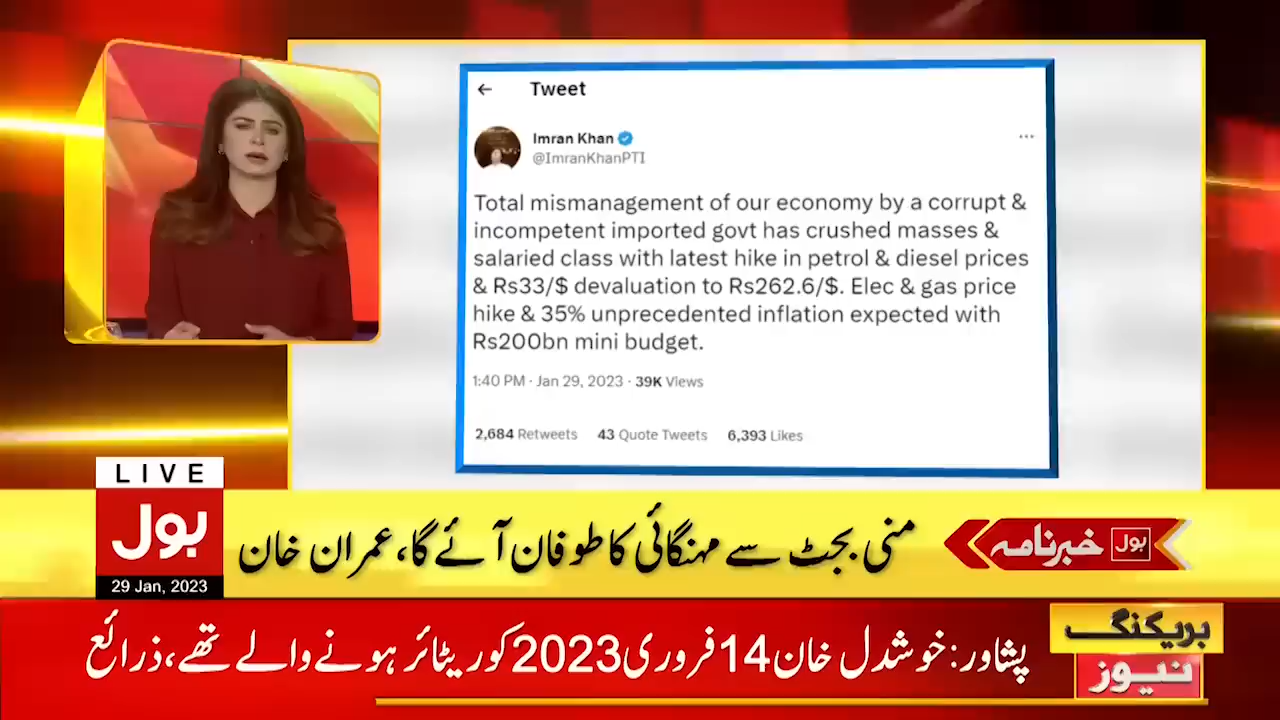 Tweet
Imran Khan
@ImranKhanPTI
Total mismanagement of our economy by a corrupt &
incompetent imported govt has crushed masses &
salaried class with latest hike in petrol & diesel prices
& Rs33/$ devaluation to Rs262.6/$. Elec & gas price
hike & 35% unprecedented inflation expected with
Rs200bn mini budget.
1:40 PM · Jan 29, 2023 · 39K Views
2,684 Retweets 43 Quote Tweets 6,393 Likes
LIVE
بول
29 Jan, 2023
بول خبرنامہ
منی بجٹ سے مہنگائی کا طوفان آئے گا، عمران خان
بریکنگ
نیوز
پشاور: خوشدل خان 14 فروری 2023 کو ریٹائر ہونے والے تھے، ذرائع